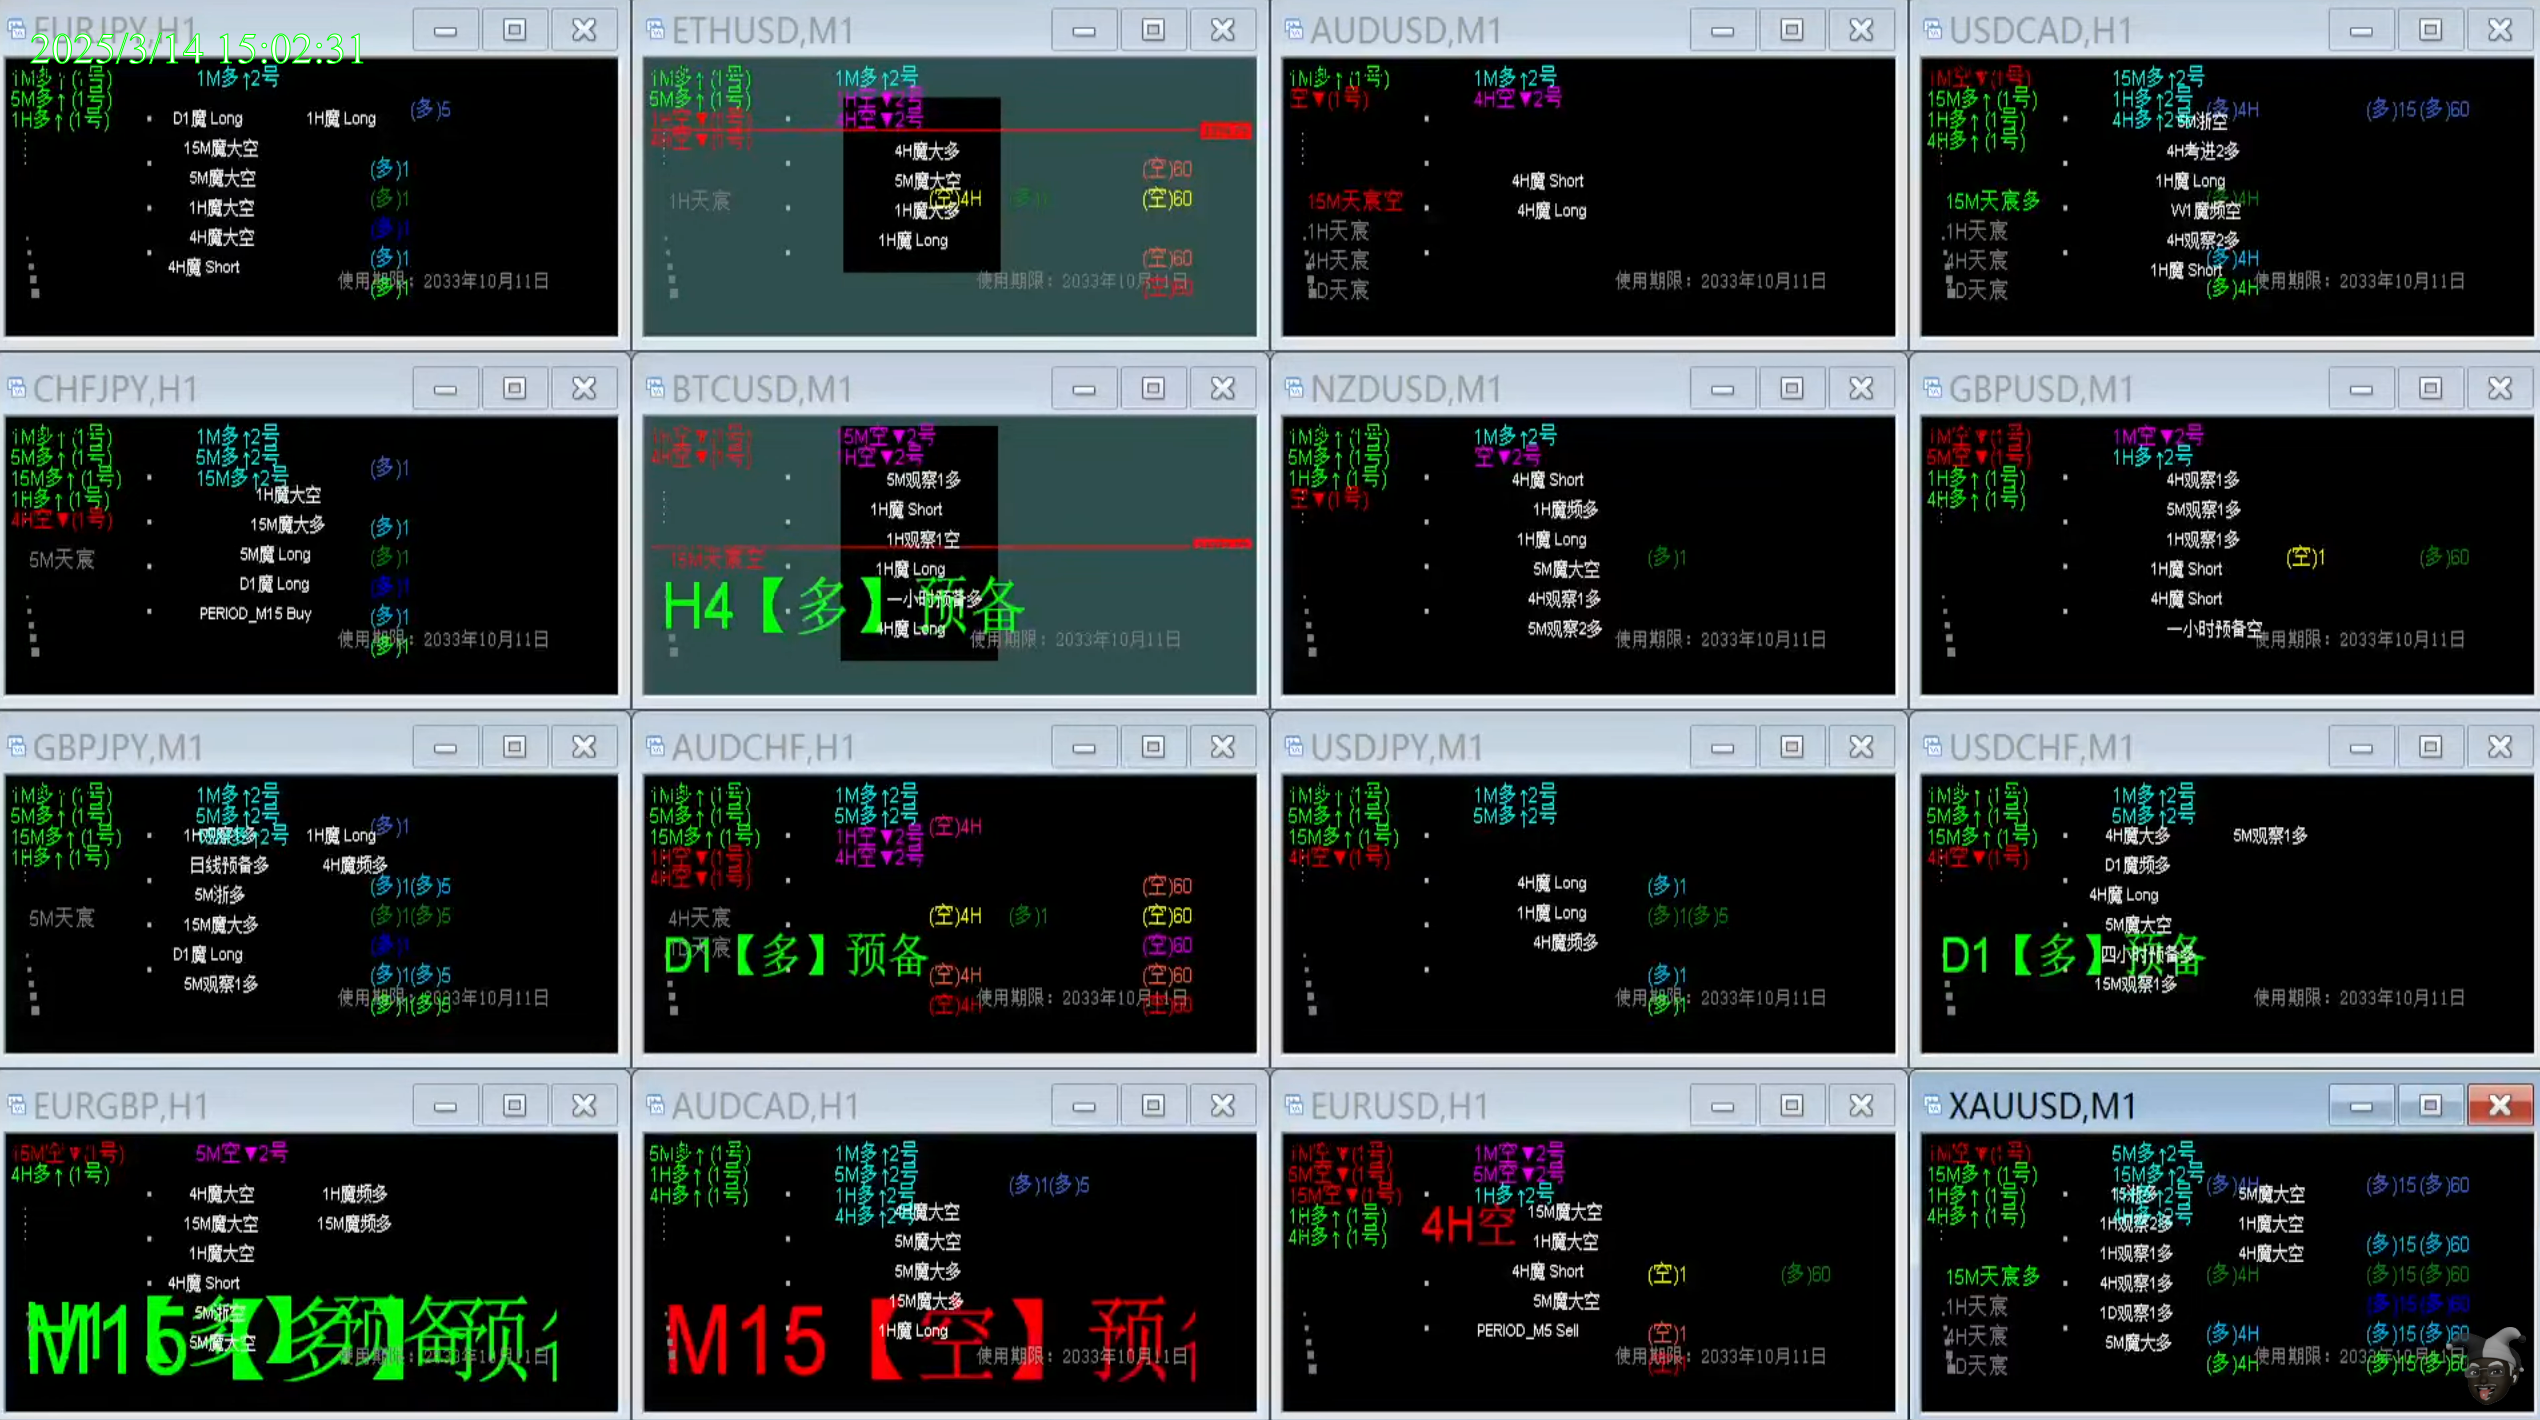 EURJPY,H1
2025/3/14 15:02:31
1M多↑(1号)
1M多↑2号
5M多↑(1号)
1H多↑(1号)
D1魔 Long
1H魔 Long
(多)5
15M魔大空
5M魔大空
(多)1
1H魔大空
(多)1
4H魔大空
(多)1
4H魔 Short
(多)1
使用期限：2033年10月11日
(多)1
ETHUSD,M1
1M多↑(1号)
1M多↑2号
5M多↑(1号)
1H空▼2号
1H空▼(1号)
4H空▼2号
4H空▼(1号)
4H魔大多
5M魔大空
(空)60
1H天宸
(空)4H
(多)1
(空)60
1H魔大多
1H魔 Long
(空)60
使用期限：2033年10月11日
(空)60
AUDUSD,M1
1M多↑(1号)
1M多↑2号
空▼(1号)
4H空▼2号
4H魔 Short
15M天宸空
4H魔 Long
1H天宸
4H天宸
D天宸
使用期限：2033年10月11日
USDCAD,H1
1M空▼(1号)
15M多↑2号
15M多↑(1号)
1H多↑2号
(多)4H
(多)15(多)60
1H多↑(1号)
4H多↑2号
5M浙空
4H多↑(1号)
4H考进2多
1H魔 Long
15M天宸多
(多)4H
W1魔频空
1H天宸
4H观察2多
4H天宸
(多)4H
1H魔 Short
D天宸
(多)4H
使用期限：2033年10月11日
CHFJPY,H1
1M多↑(1号)
1M多↑2号
5M多↑(1号)
5M多↑2号
15M多↑(1号)
15M多↑2号
(多)1
1H多↑(1号)
1H魔大空
4H空▼(1号)
15M魔大多
(多)1
5M天宸
5M魔 Long
(多)1
D1魔 Long
(多)1
PERIOD_M15 Buy
(多)1
使用期限：2033年10月11日
(多)1
BTCUSD,M1
1H空▼(1号)
15M空▼2号
4H空▼(1号)
1H空▼2号
5M观察1多
1H魔 Short
1H观察1空
15M天宸空
1H魔 Long
H4【多】预备
一小时预备多
4H魔 Long
使用期限：2033年10月11日
NZDUSD,M1
1M多↑(1号)
1M多↑2号
5M多↑(1号)
空▼2号
1H多↑(1号)
4H魔 Short
空▼(1号)
1H魔频多
1H魔 Long
(多)1
5M魔大空
4H观察1多
5M观察2多
使用期限：2033年10月11日
GBPUSD,M1
1M空▼(1号)
1M空▼2号
5M空▼(1号)
1H多↑2号
1H多↑(1号)
4H观察1多
4H多↑(1号)
5M观察1多
1H观察1多
(空)1
(多)60
1H魔 Short
4H魔 Short
一小时预备空
使用期限：2033年10月11日
GBPJPY,M1
1M多↑(1号)
1M多↑2号
5M多↑(1号)
5M多↑2号
(多)1
15M多↑(1号)
1H观察1多
1H魔 Long
1H多↑(1号)
日线预备多
4H魔频多
5M浙多
(多)1(多)5
5M天宸
15M魔大多
(多)1(多)5
D1魔 Long
(多)1
5M观察1多
(多)1(多)5
使用期限：2033年10月11日
(多)1(多)5
AUDCHF,H1
1M多↑(1号)
1M多↑2号
5M多↑(1号)
5M多↑2号
15M多↑(1号)
1H空▼2号
(空)4H
1H空▼(1号)
4H空▼2号
4H空▼(1号)
(空)60
4H天宸
(空)4H
(多)1
(空)60
D1【多】预备
(空)60
(空)4H
(空)60
(空)4H
使用期限：2033年10月11日
(空)60
USDJPY,M1
1M多↑(1号)
1M多↑2号
5M多↑(1号)
5M多↑2号
15M多↑(1号)
4H空▼(1号)
4H魔 Long
(多)1
1H魔 Long
(多)1(多)5
4H魔频多
(多)1
使用期限：2033年10月11日
(多)1
USDCHF,M1
1M多↑(1号)
1M多↑2号
5M多↑(1号)
5M多↑2号
15M多↑(1号)
4H魔大多
5M观察1多
4H空▼(1号)
D1魔频多
4H魔 Long
5M魔大空
D1【多】预备
四小时预备多
15M观察1多
使用期限：2033年10月11日
EURGBP,H1
15M空▼(1号)
5M空▼2号
4H多↑(1号)
4H魔大空
1H魔频多
15M魔大空
15M魔频多
1H魔大空
4H魔 Short
M15【多】预备
5M魔大空
使用期限：2033年10月11日
AUDCAD,H1
5M多↑(1号)
1M多↑2号
1H多↑(1号)
5M多↑2号
4H多↑(1号)
1H多↑2号
(多)1(多)5
4H多↑2号
魔大空
5M魔大空
5M魔大多
15M魔大多
M15【空】预
1H魔 Long
使用期限：2033年10月11日
EURUSD,H1
1M空▼(1号)
1M空▼2号
5M空▼(1号)
5M空▼2号
15M空▼(1号)
1H多↑2号
1H多↑(1号)
4H空
15M魔大空
4H多↑(1号)
1H魔大空
4H魔 Short
(空)1
(多)60
5M魔大空
PERIOD_M5 Sell
(空)1
使用期限：2033年10月11日
(空)1
XAUUSD,M1
1M空▼(1号)
5M多↑2号
15M多↑(1号)
15M多↑2号
(多)4H
(多)15(多)60
1H多↑(1号)
5M魔大空
4H多↑(1号)
4H多↑2号
1H观察2多
1H魔大空
(多)15(多)60
1H观察1多
4H魔大空
15M天宸多
(多)4H
(多)15(多)60
4H观察1多
1H天宸
1D观察1多
(多)15(多)60
4H天宸
5M魔大多
(多)4H
(多)15(多)60
D天宸
(多)4H
使用期限：2033年10月11日
(多)15(多)60